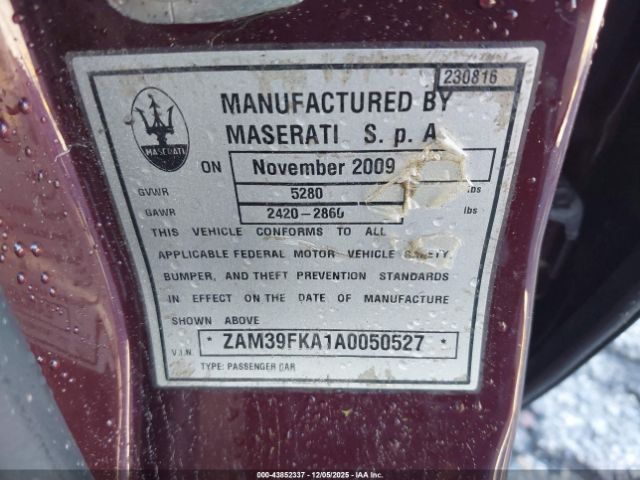 230816
MANUFACTURED BY
MASERATI S. p. A
MASERATI
ON November 2009
GVWR 5280 lbs
GAWR 2420-2860 lbs
THIS VEHICLE CONFORMS TO ALL
APPLICABLE FEDERAL MOTOR VEHICLE SAFETY,
BUMPER, AND THEFT PREVENTION STANDARDS
IN EFFECT ON THE DATE OF MANUFACTURE
SHOWN ABOVE
V.I.N. * ZAM39FKA1A0050527 *
TYPE: PASSENGER CAR
000-43852337 - 12/05/2025 - IAA Inc.